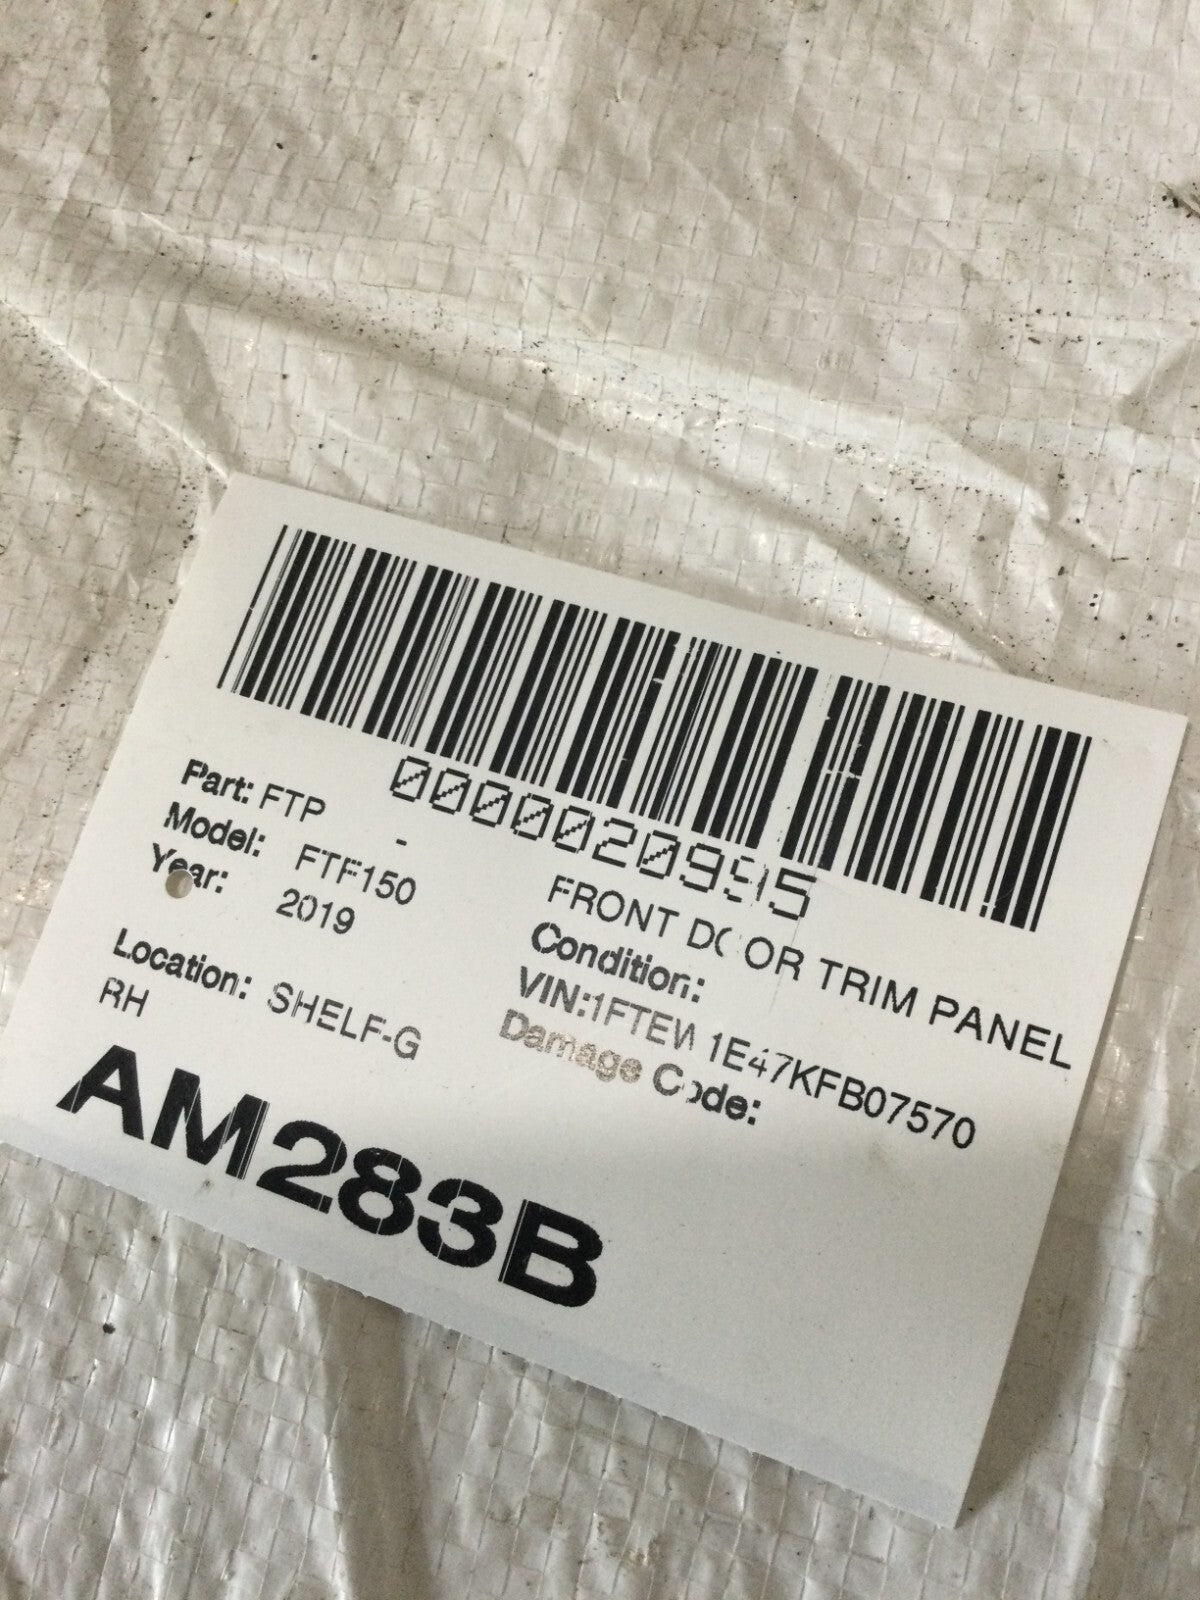 0000020995
Part: FTP - FRONT DOOR TRIM PANEL
Model: FTF150 Condition:
Year: 2019 VIN:1FTEW1E47KFB07570
Damage Code:
Location: SHELF-G
RH
AM283B